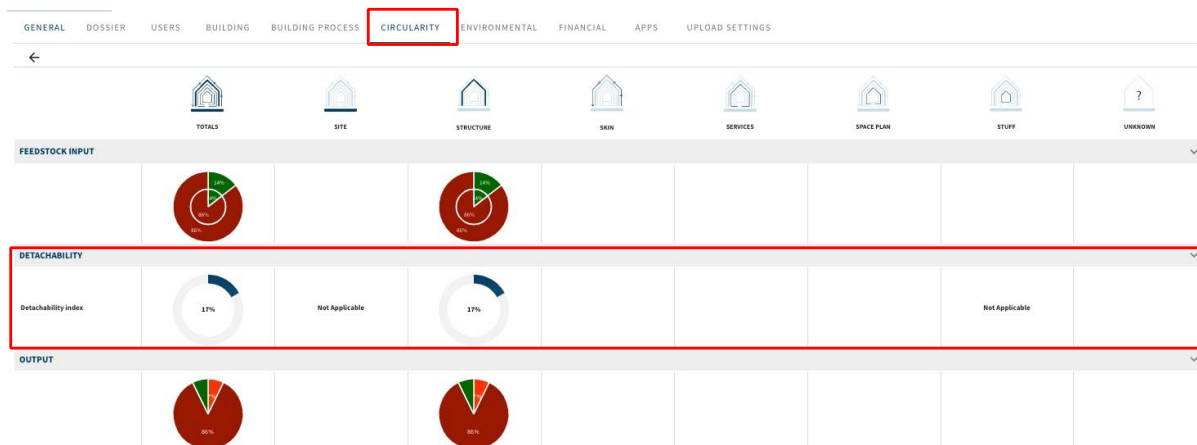 GENERAL DOSSIER USERS BUILDING BUILDING PROCESS CIRCULARITY ENVIRONMENTAL FINANCIAL APPS UPLOAD SETTINGS
?
TOTALS SITE STRUCTURE SKIN SERVICES SPACE PLAN STUFF UNKNOWN
FEEDSTOCK INPUT
14% 14%
86% 86%
86% 86%
DETACHABILITY
Detachability index 17% Not Applicable 17% Not Applicable
OUTPUT
86% 86%